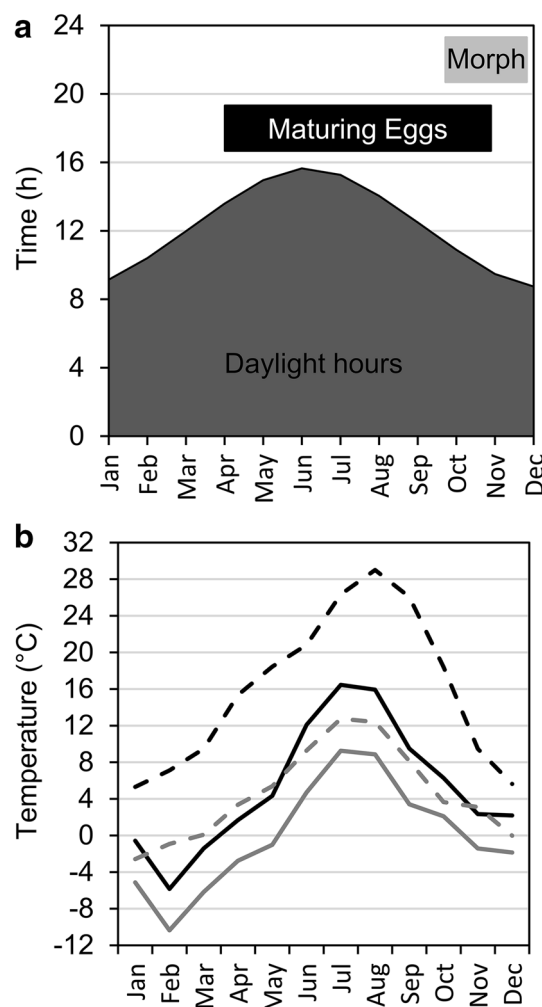 a
24
20
16
12
8
4
0
Time (h)
Morph
Maturing Eggs
Daylight hours
Jan
Feb
Mar
Apr
May
Jun
Jul
Aug
Sep
Oct
Nov
Dec
b
32
28
24
20
16
12
8
4
0
-4
-8
-12
Temperature (°C)
Jan
Feb
Mar
Apr
May
Jun
Jul
Aug
Sep
Oct
Nov
Dec